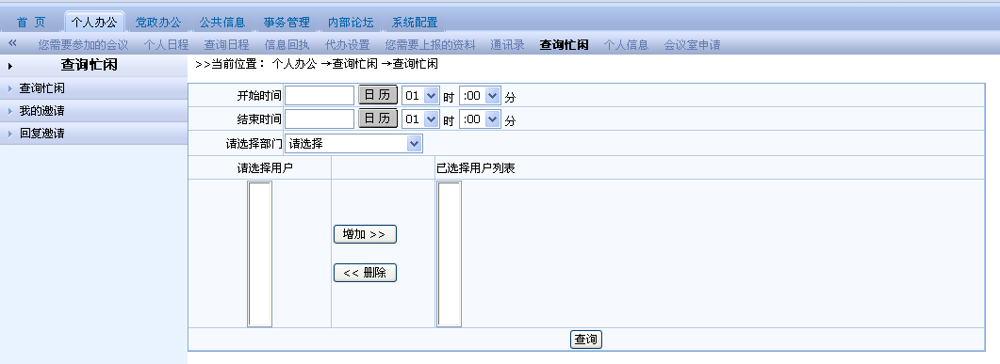 首 页 个人办公 党政办公 公共信息 事务管理 内部论坛 系统配置
« 您需要参加的会议 个人日程 查询日程 信息回执 代办设置 您需要上报的资料 通讯录 查询忙闲 个人信息 会议室申请
查询忙闲
>>当前位置： 个人办公 →查询忙闲 →查询忙闲
查询忙闲
我的邀请
回复邀请
开始时间 日 历 01 时 :00 分
结束时间 日 历 01 时 :00 分
请选择部门 请选择
请选择用户 已选择用户列表
增加 >>
<< 删除
查询